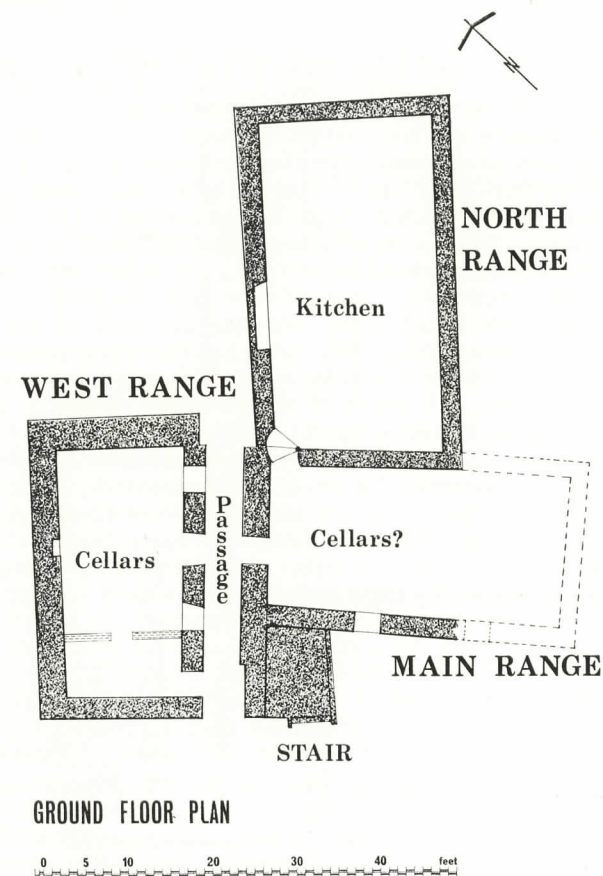 N
NORTH
RANGE
Kitchen
WEST RANGE
Passage
Cellars
Cellars?
MAIN RANGE
STAIR
GROUND FLOOR PLAN
0 5 10 20 30 40 feet